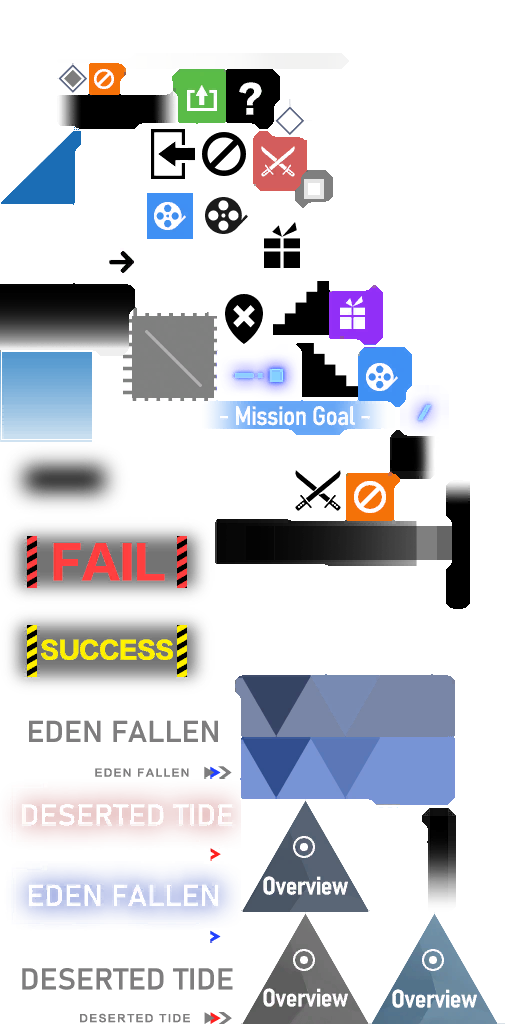 ?
- Mission Goal -
FAIL
SUCCESS
EDEN FALLEN
EDEN FALLEN
DESERTED TIDE
Overview
EDEN FALLEN
DESERTED TIDE
Overview
Overview
DESERTED TIDE